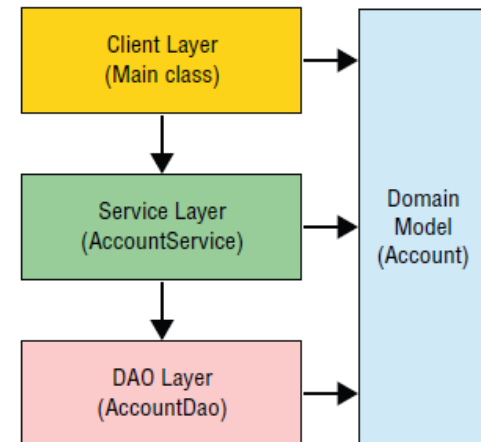 Client Layer
(Main class)
Service Layer
(AccountService)
Domain
Model
(Account)
DAO Layer
(AccountDao)